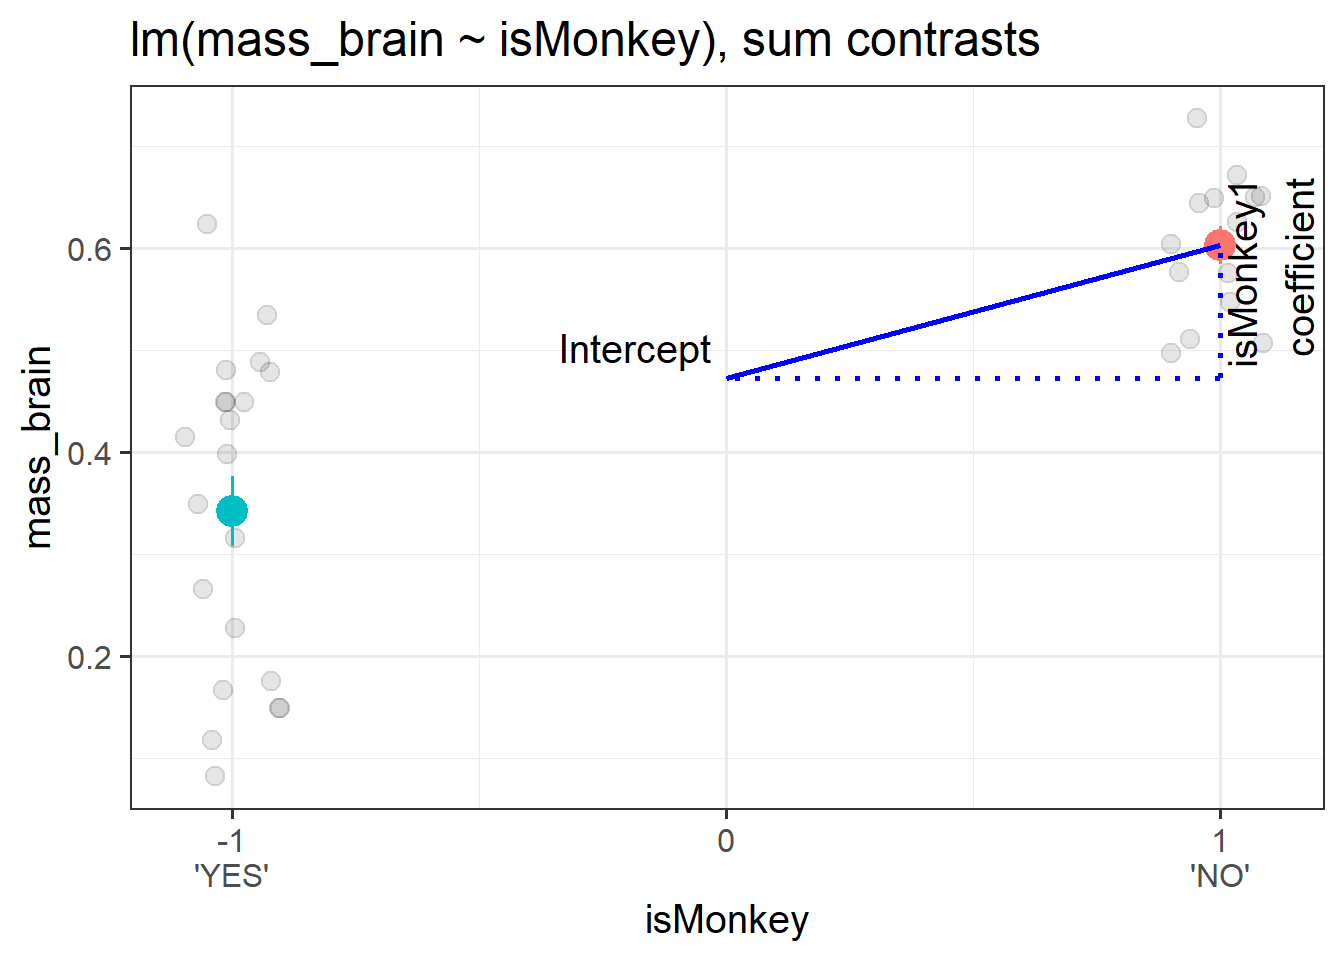 lm(mass_brain ~ isMonkey), sum contrasts
mass_brain
0.6
0.4
0.2
Intercept
isMonkey1
coefficient
-1
'YES'
0
1
'NO'
isMonkey